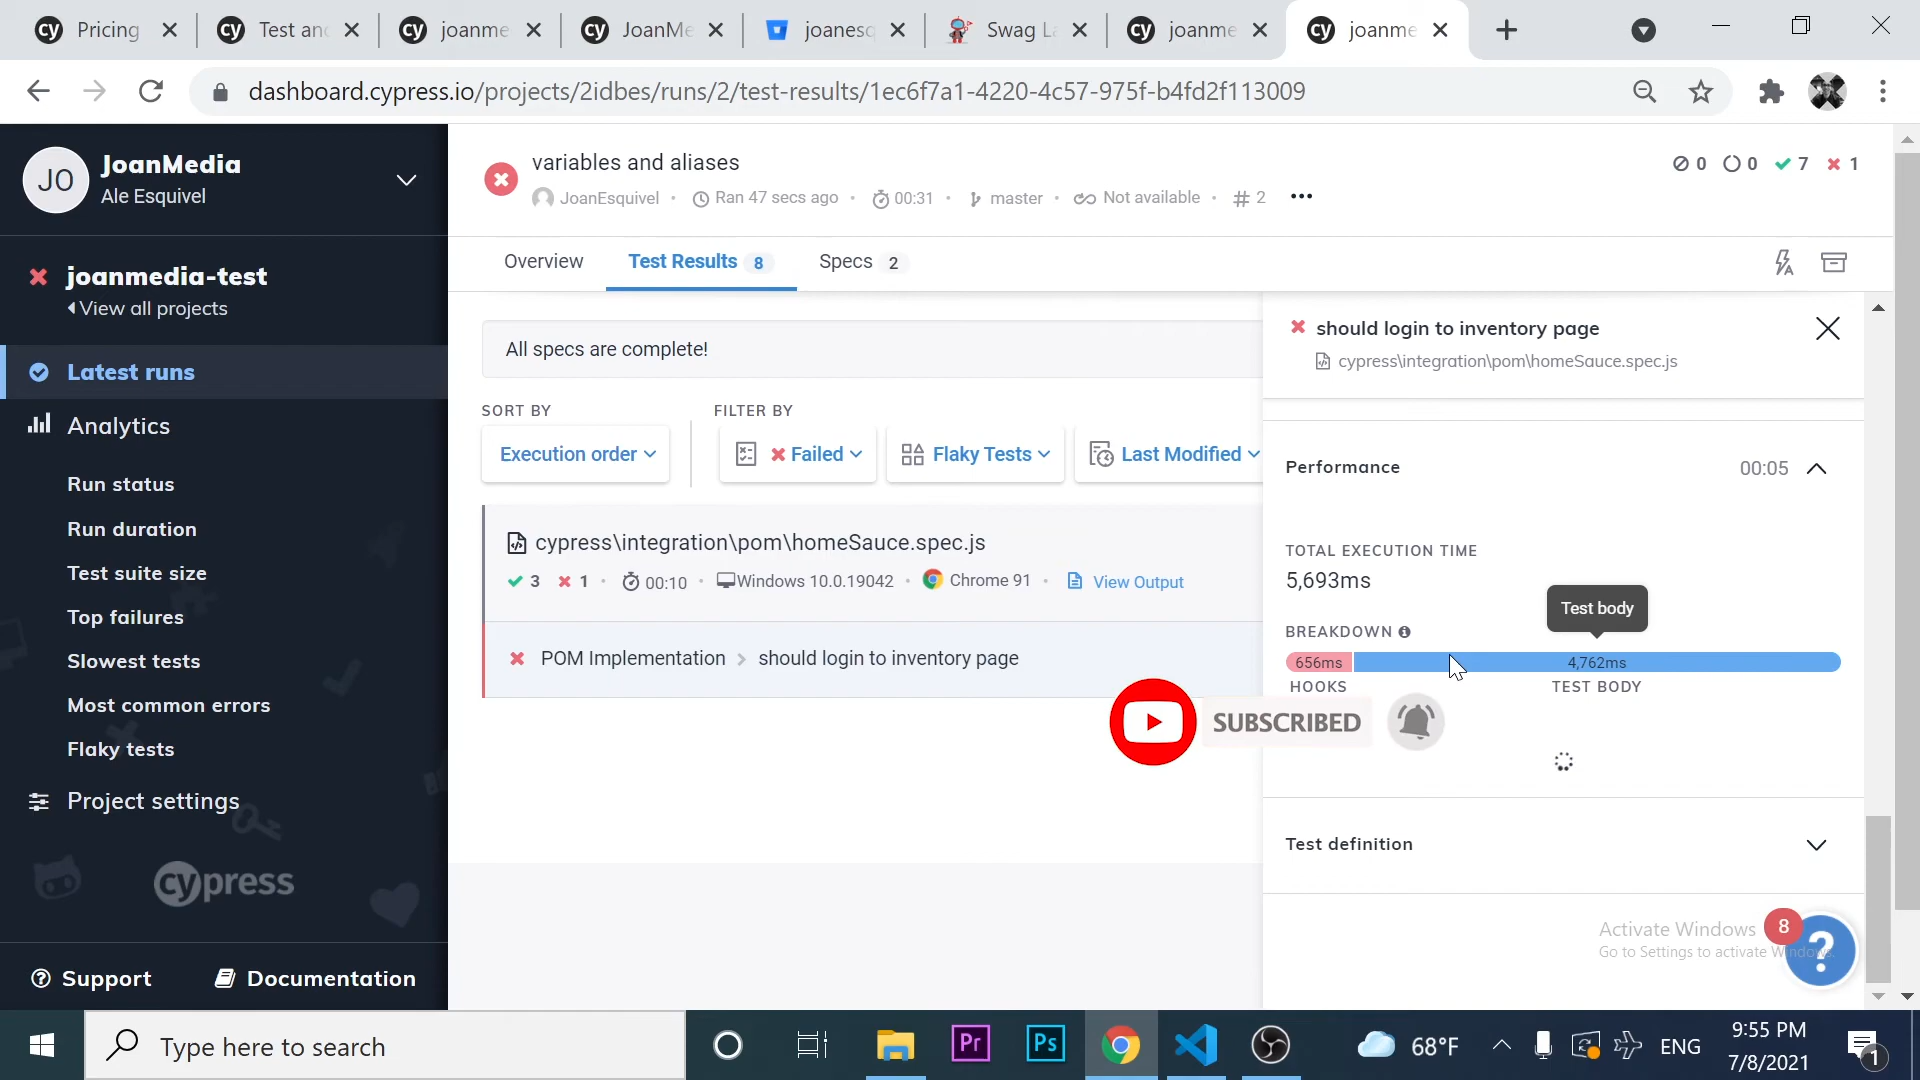 Pricing
Test and
joanme
JoanMe
joanesq
Swag La
joanme
joanme
dashboard.cypress.io/projects/2idbes/runs/2/test-results/1ec6f7a1-4220-4c57-975f-b4fd2f113009
JO
JoanMedia
Ale Esquivel
joanmedia-test
View all projects
Latest runs
Analytics
Run status
Run duration
Test suite size
Top failures
Slowest tests
Most common errors
Flaky tests
Project settings
cypress
Support
Documentation
variables and aliases
0 0 7 1
JoanEsquivel • Ran 47 secs ago • 00:31 • master • Not available • # 2 •••
Overview
Test Results 8
Specs 2
All specs are complete!
SORT BY
FILTER BY
Execution order
Failed
Flaky Tests
Last Modified
cypress\integration\pom\homeSauce.spec.js
3 1 • 00:10 • Windows 10.0.19042 • Chrome 91 • View Output
POM Implementation > should login to inventory page
should login to inventory page
cypress\integration\pom\homeSauce.spec.js
Performance 00:05
TOTAL EXECUTION TIME
5,693ms
Test body
BREAKDOWN
656ms 4,762ms
HOOKS TEST BODY
SUBSCRIBED
Test definition
Activate Windows
Go to Settings to activate Windows.
8
?
Type here to search
Pr
Ps
68°F
ENG
9:55 PM
7/8/2021
1